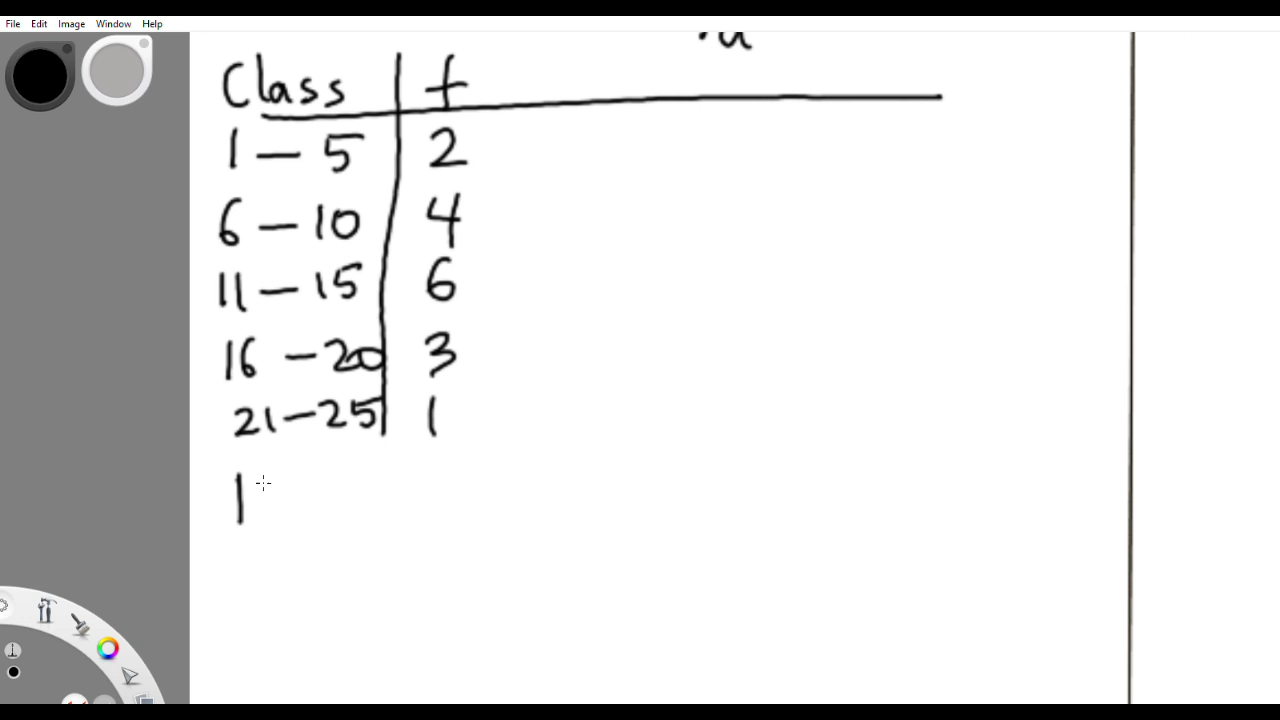 File Edit Image Window Help
Class f
1 – 5 2
6 – 10 4
11 – 15 6
16 – 20 3
21 – 25 1